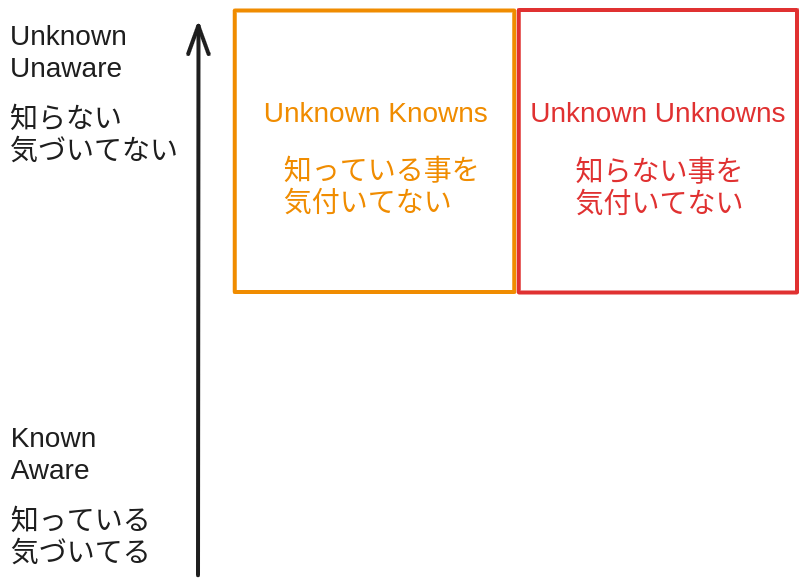 Unknown
Unaware
知らない
気づいてない
Unknown Knowns
知っている事を
気付いてない
Unknown Unknowns
知らない事を
気付いてない
Known
Aware
知っている
気づいてる